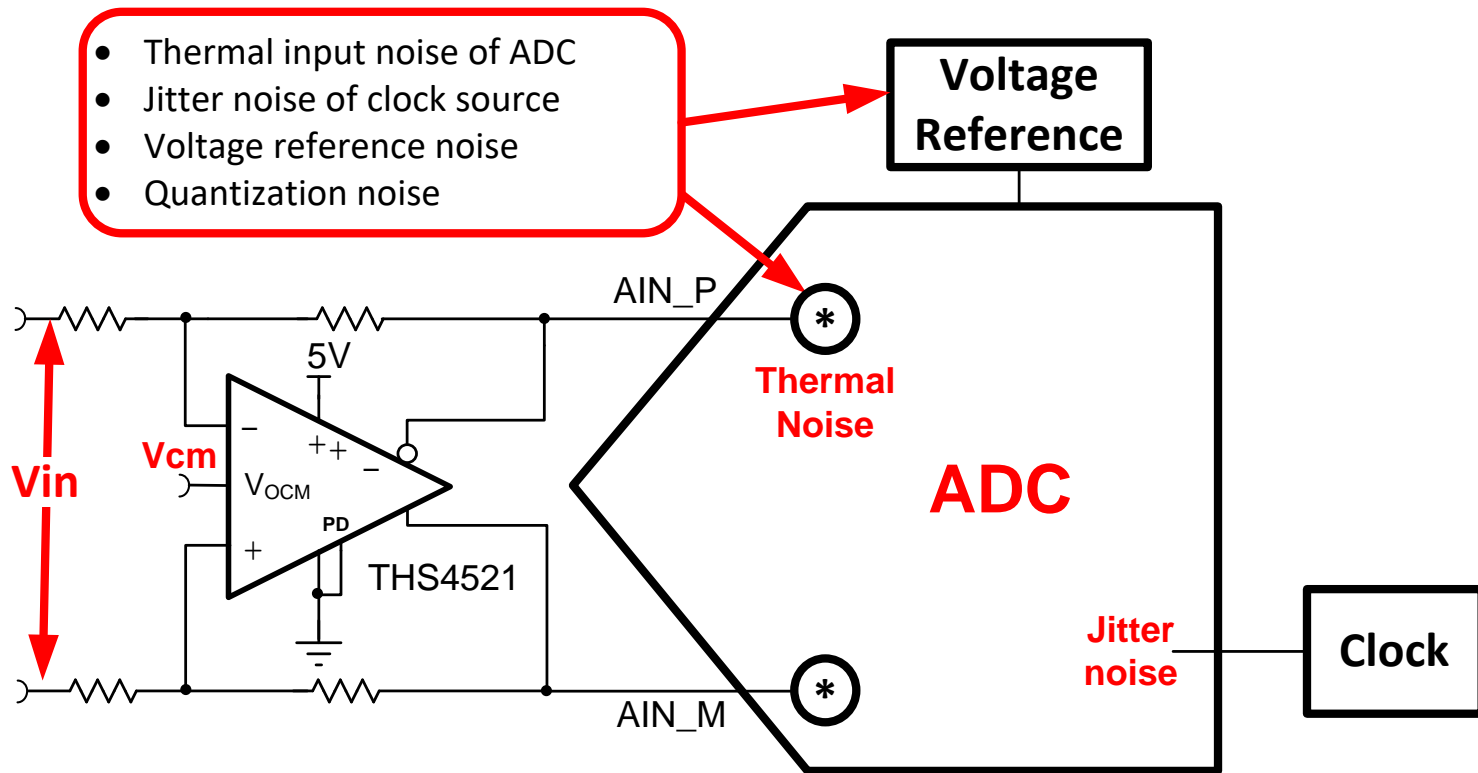 • Thermal input noise of ADC
• Jitter noise of clock source
• Voltage reference noise
• Quantization noise
Voltage
Reference
AIN_P
*
Thermal
Noise
5V
−
++
−
Vcm
VOCM
Vin
PD
+
THS4521
ADC
Jitter
noise
Clock
*
AIN_M